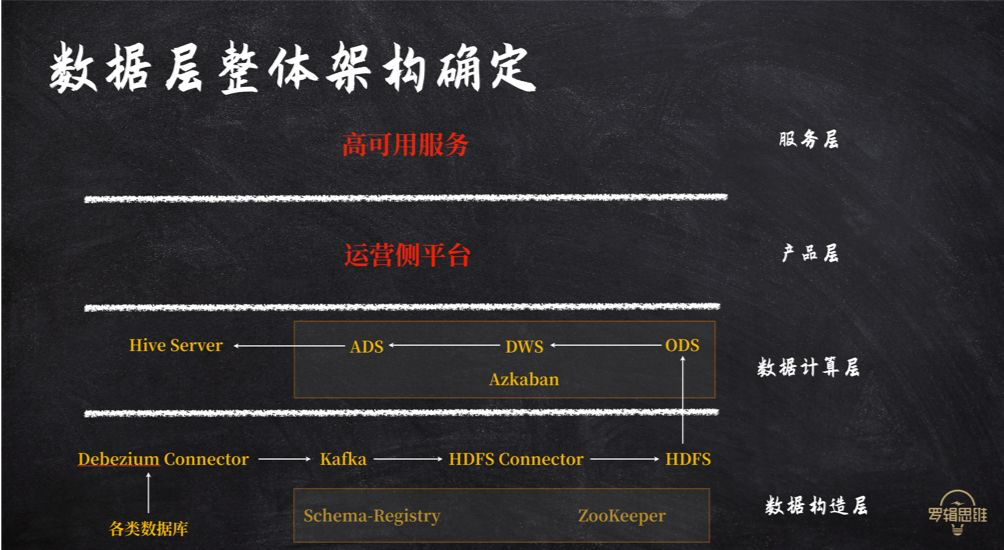 数据层整体架构确定
高可用服务 服务层
运营侧平台 产品层
Hive Server ADS DWS ODS
Azkaban 数据计算层
Debezium Connector Kafka HDFS Connector HDFS
数据构造层
Schema-Registry ZooKeeper
各类数据库
罗辑思维